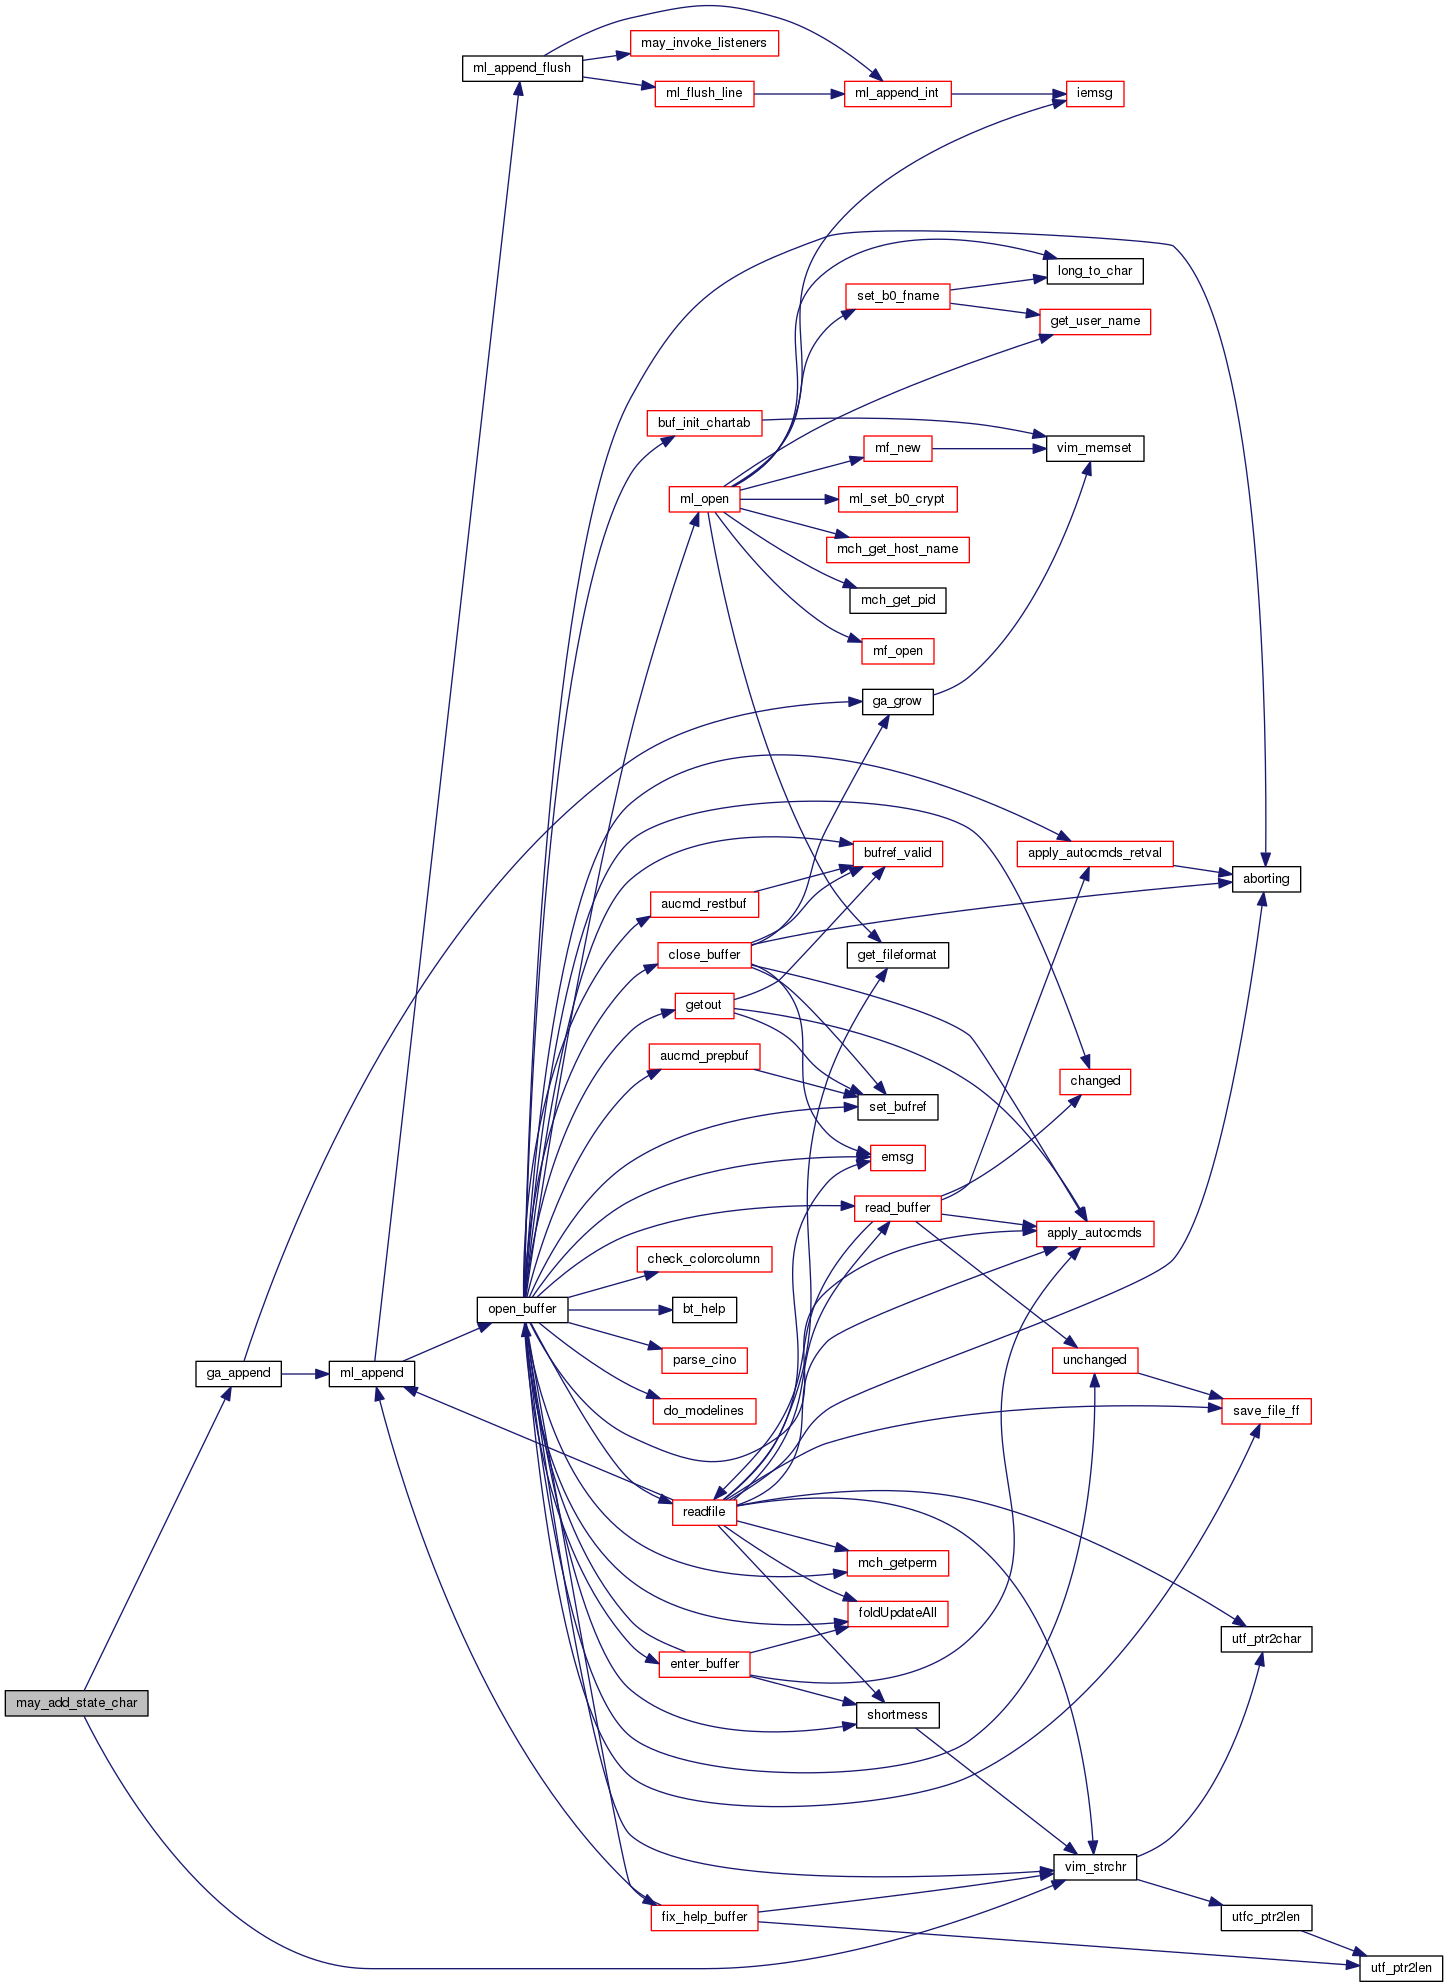 may_invoke_listeners
ml_append_flush
ml_flush_line
ml_append_int
iemsg
long_to_char
set_b0_fname
get_user_name
buf_init_chartab
mf_new
vim_memset
ml_open
ml_set_b0_crypt
mch_get_host_name
mch_get_pid
mf_open
ga_grow
bufref_valid
apply_autocmds_retval
aborting
aucmd_restbuf
close_buffer
get_fileformat
getout
aucmd_prepbuf
changed
set_bufref
emsg
read_buffer
apply_autocmds
check_colorcolumn
open_buffer
bt_help
parse_cino
unchanged
ga_append
ml_append
do_modelines
save_file_ff
readfile
mch_getperm
foldUpdateAll
utf_ptr2char
enter_buffer
may_add_state_char
shortmess
vim_strchr
fix_help_buffer
utfc_ptr2len
utf_ptr2len